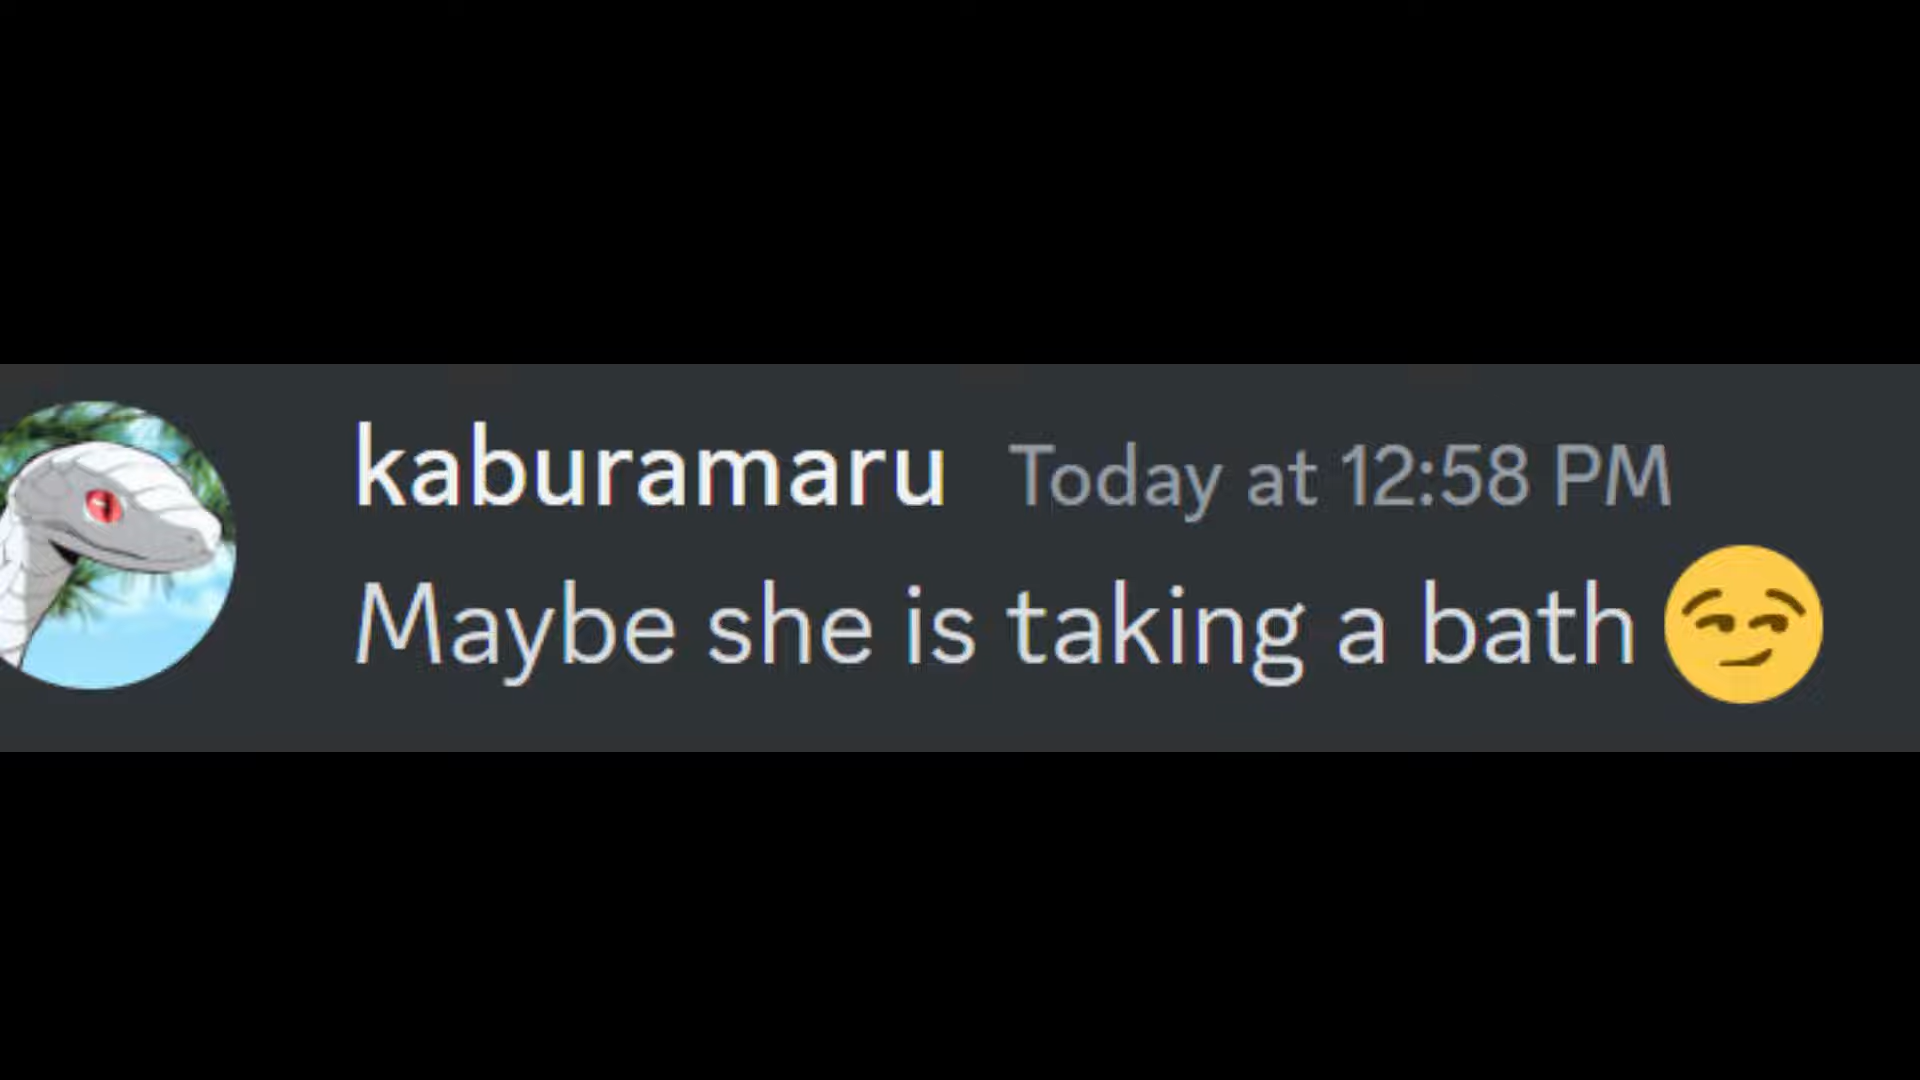 kaburamaru Today at 12:58 PM
Maybe she is taking a bath 😏